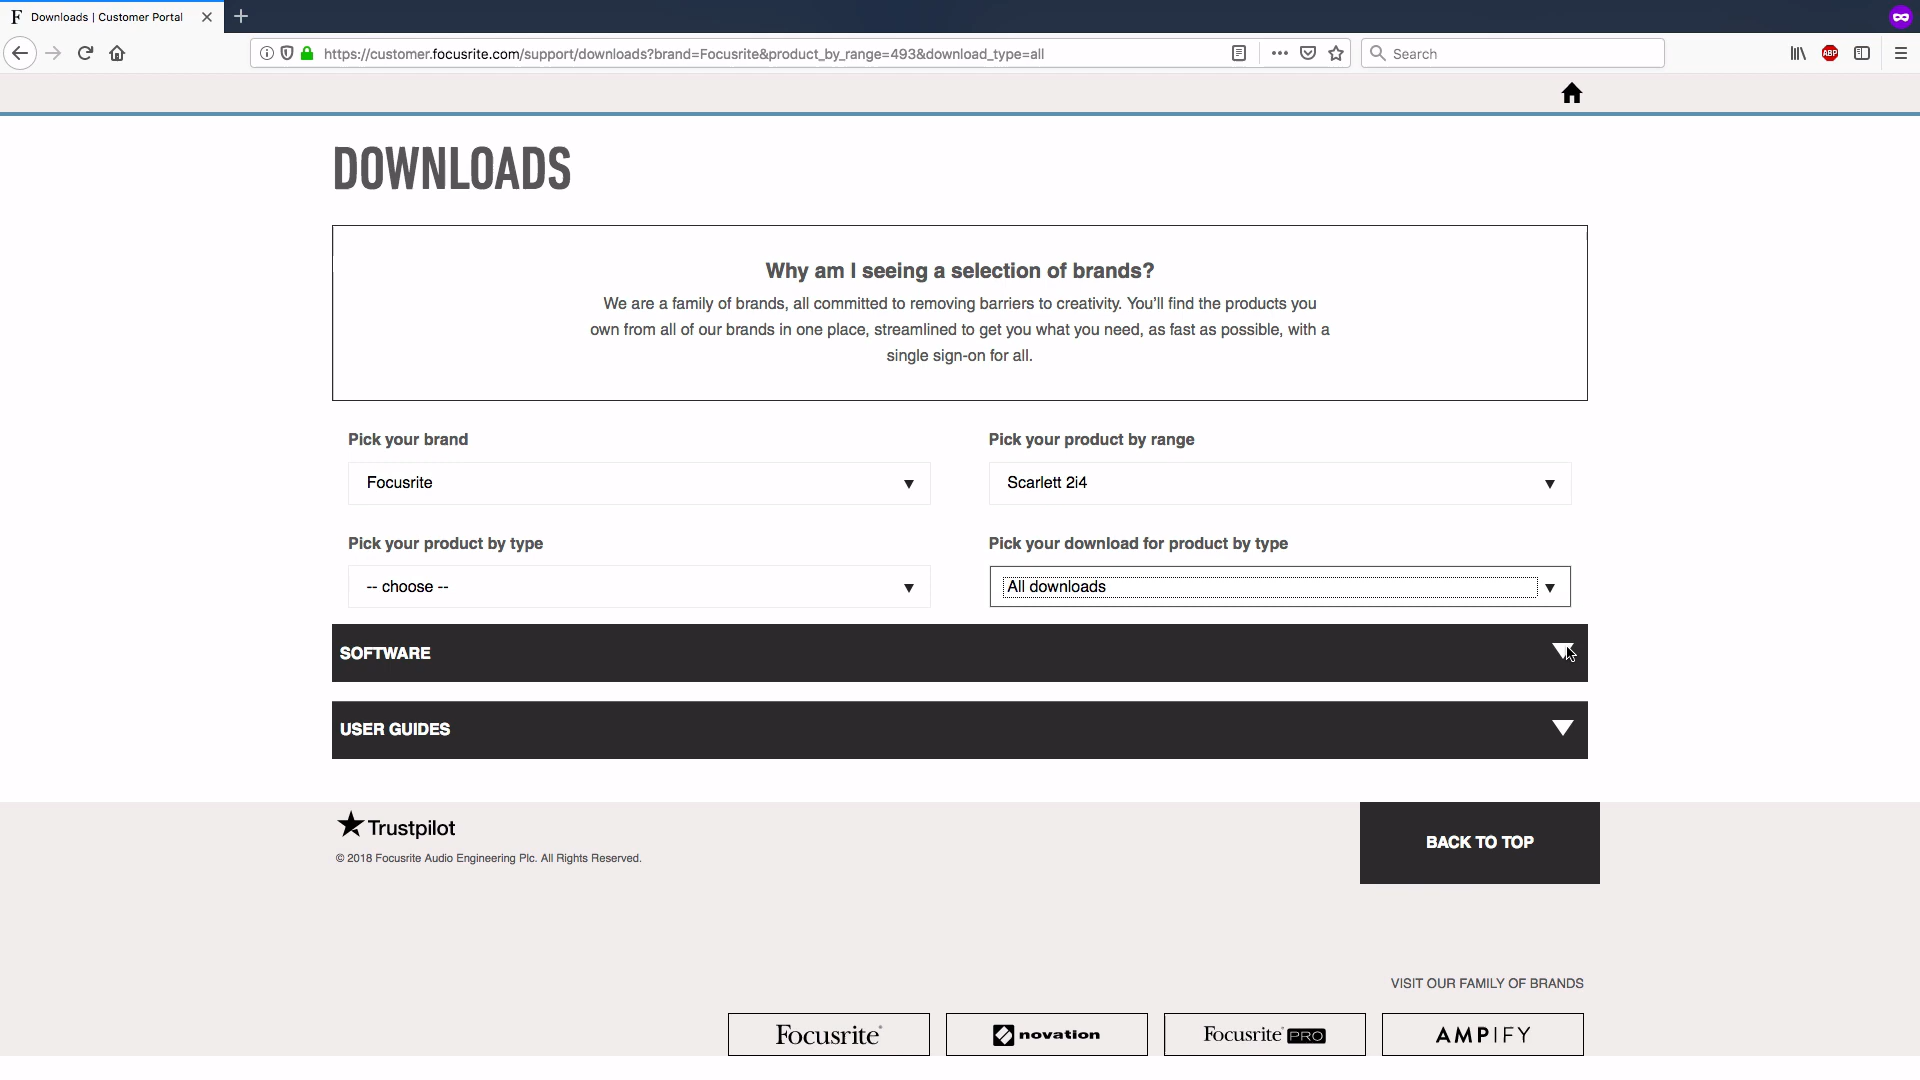 F Downloads | Customer Portal
https://customer.focusrite.com/support/downloads?brand=Focusrite&product_by_range=493&download_type=all
Search
ABP
DOWNLOADS
Why am I seeing a selection of brands?
We are a family of brands, all committed to removing barriers to creativity. You’ll find the products you
own from all of our brands in one place, streamlined to get you what you need, as fast as possible, with a
single sign-on for all.
Pick your brand
Pick your product by range
Focusrite
Scarlett 2i4
Pick your product by type
Pick your download for product by type
-- choose --
All downloads
SOFTWARE
USER GUIDES
Trustpilot
© 2018 Focusrite Audio Engineering Plc. All Rights Reserved.
BACK TO TOP
VISIT OUR FAMILY OF BRANDS
Focusrite®
novation
Focusrite® PRO
AMPIFY